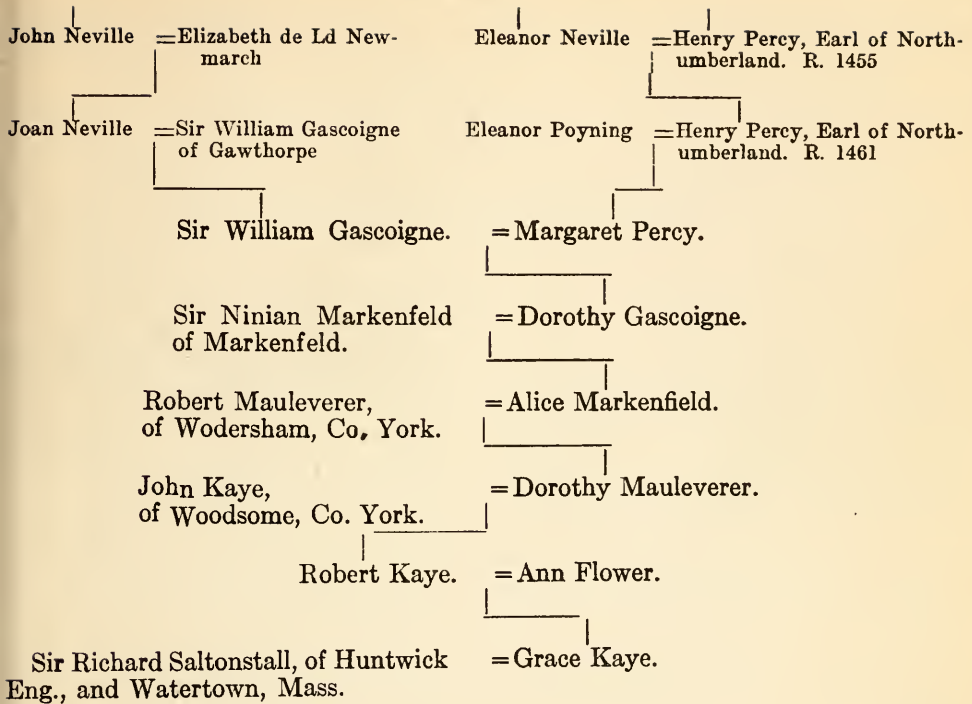 John Neville =Elizabeth de Ld New-
march
Eleanor Neville =Henry Percy, Earl of North-
umberland. R. 1455
Joan Neville =Sir William Gascoigne
of Gawthorpe
Eleanor Poyning =Henry Percy, Earl of North-
umberland. R. 1461
Sir William Gascoigne. =Margaret Percy.
Sir Ninian Markenfeld =Dorothy Gascoigne.
of Markenfeld.
Robert Mauleverer, =Alice Markenfield.
of Wodersham, Co. York.
John Kaye, =Dorothy Mauleverer.
of Woodsome, Co. York.
Robert Kaye. =Ann Flower.
Sir Richard Saltonstall, of Huntwick =Grace Kaye.
Eng., and Watertown, Mass.